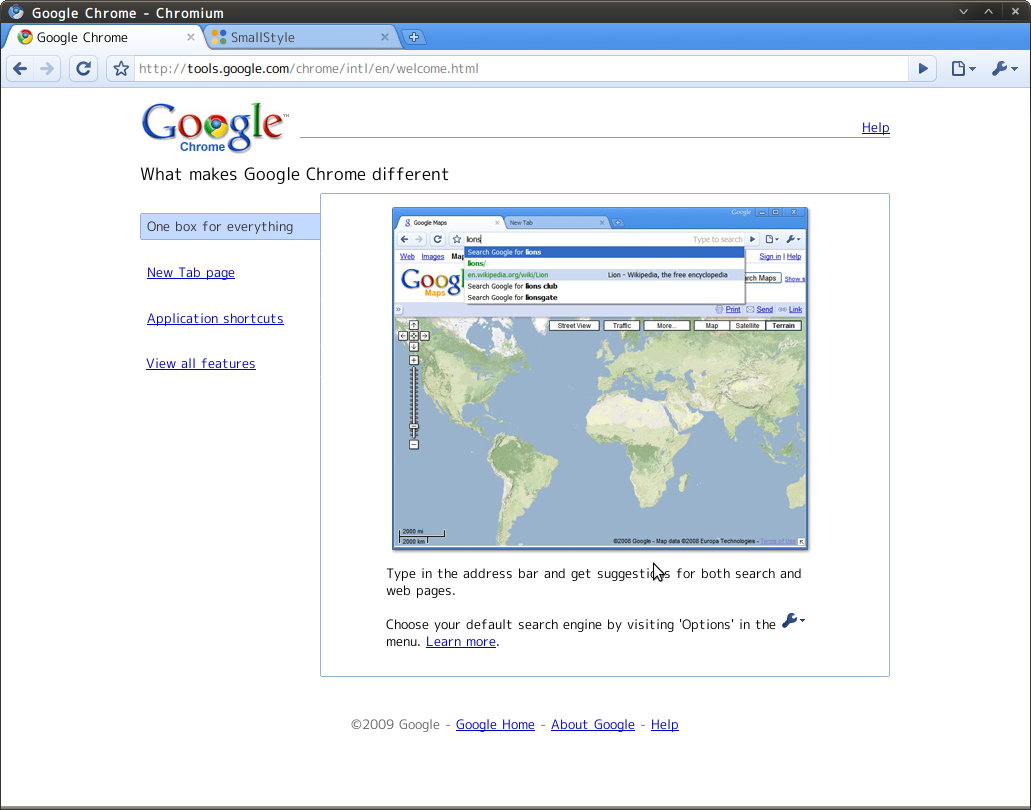 Google Chrome - Chromium
Google Chrome
SmallStyle
http://tools.google.com/chrome/intl/en/welcome.html
Google™
Chrome
Help
What makes Google Chrome different
One box for everything
New Tab page
Application shortcuts
View all features
Google
Google Maps
New Tab
lions
Type to search
Web Images Map
Sign in | Help
Search Google for lions
lions/
en.wikipedia.org/wiki/Lion Lion - Wikipedia, the free encyclopedia
Search Google for lions club
Search Google for lionsgate
Goog
Maps
rch Maps
Show s
Print Send Link
Street View Traffic More... Map Satellite Terrain
2000 mi
2000 km
©2008 Google - Map data ©2008 Europa Technologies - Terms of Use
Type in the address bar and get suggestions for both search and
web pages.
Choose your default search engine by visiting 'Options' in the
menu. Learn more.
©2009 Google - Google Home - About Google - Help